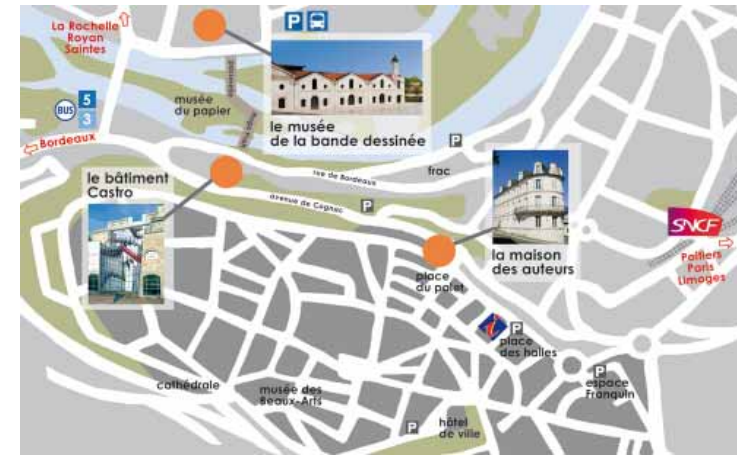 La Rochelle
Royan
Saintes
P
musée
du papier
BUS
5
3
Bordeaux
le musée
de la bande dessinée
P
le bâtiment
Castro
rue de Bordeaux
frac
avenue de Cognac
P
la maison
des auteurs
SNCF
Poitiers
Paris
Limoges
place
du palet
i
P
place
des halles
P
espace
Franquin
cathédrale
musée des
Beaux-Arts
P
hôtel
de ville